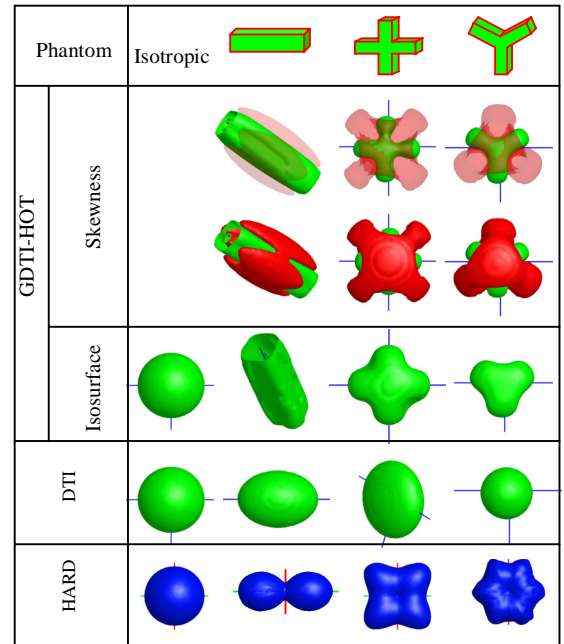 Phantom
Isotropic
GDTI-HOT
Skewness
Isosurface
DTI
HARD